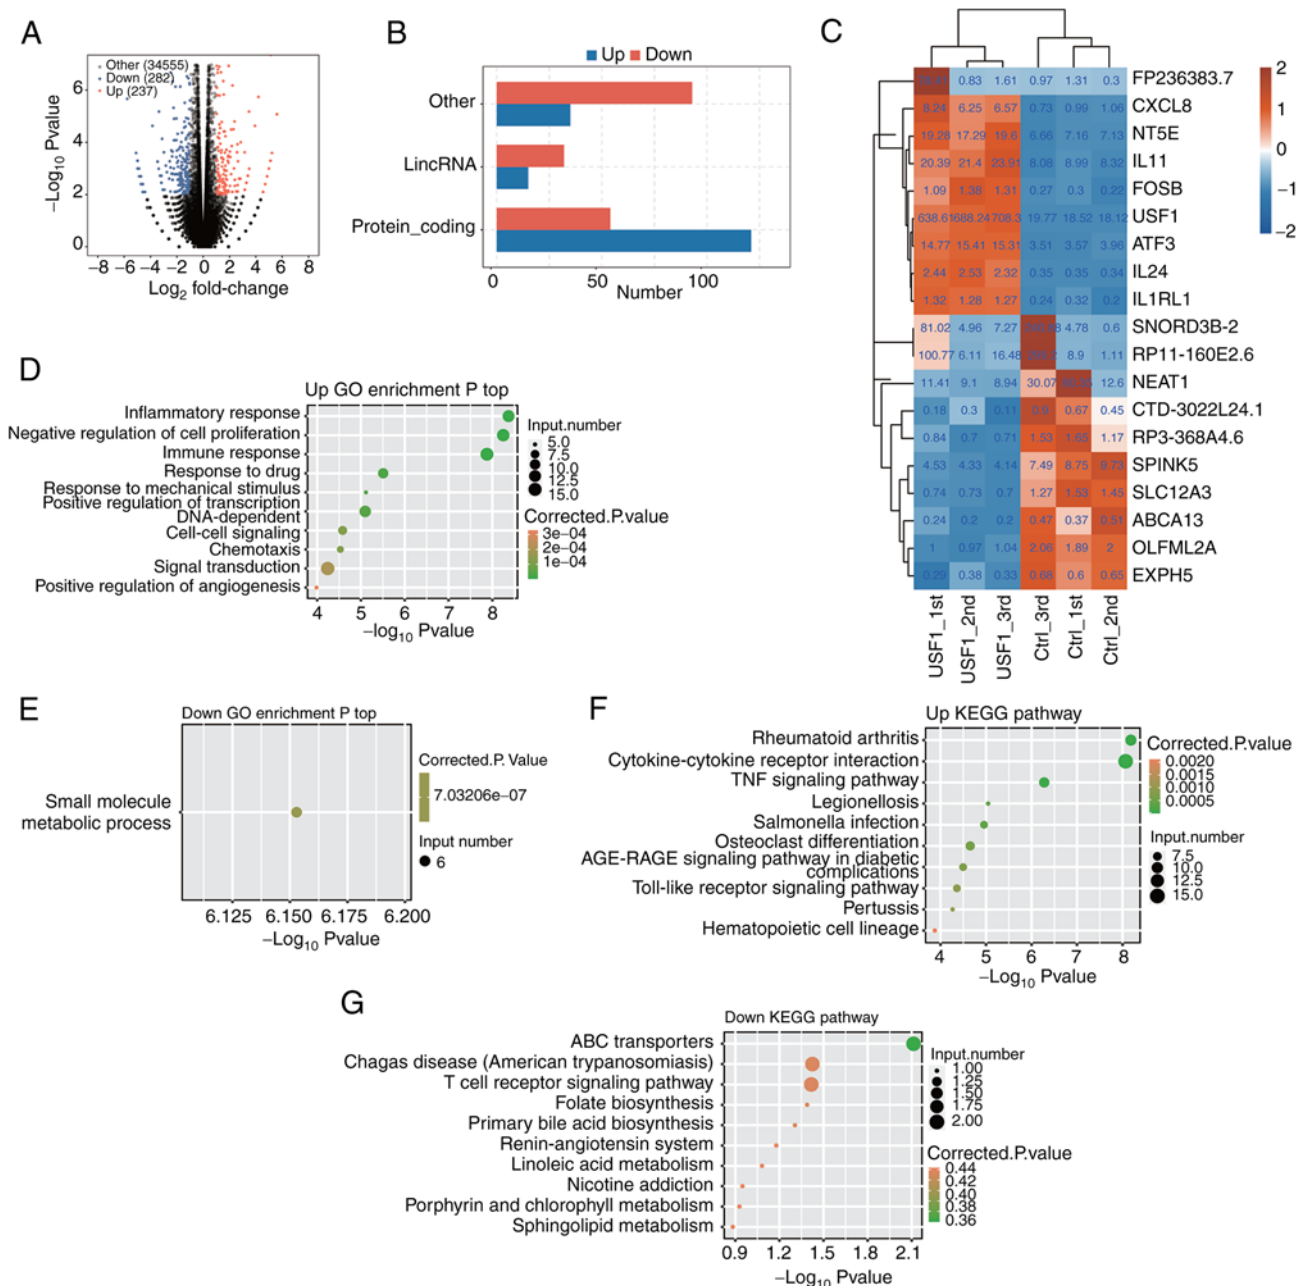 A
Other (34555)
Down (282)
Up (237)
−Log10 Pvalue
6
4
2
0
−8 −6 −4 −2 0 2 4 6 8
Log2 fold-change
B
Up Down
Other
LincRNA
Protein_coding
0 50 100
Number
C
FP236383.7
CXCL8
NT5E
IL11
FOSB
USF1
ATF3
IL24
IL1RL1
SNORD3B-2
RP11-160E2.6
NEAT1
CTD-3022L24.1
RP3-368A4.6
SPINK5
SLC12A3
ABCA13
OLFML2A
EXPH5
0.83 1.61 0.97 1.31 0.3
8.24 6.25 6.57 0.73 0.99 1.06
19.28 17.29 19.6 6.66 7.16 7.13
20.39 21.4 23.91 8.08 8.99 8.32
1.09 1.38 1.31 0.27 0.3 0.22
638.61 688.24 708.3 19.77 18.52 18.12
14.77 15.41 15.31 3.51 3.57 3.96
2.44 2.53 2.32 0.35 0.35 0.34
1.32 1.28 1.27 0.24 0.32 0.2
81.02 4.96 7.27 4.78 0.6
100.77 6.11 16.48 8.9 1.11
11.41 9.1 8.94 30.07 12.6
0.18 0.3 0.11 0.9 0.67 0.45
0.84 0.7 0.71 1.53 1.65 1.17
4.53 4.33 4.14 7.49 8.75 9.73
0.74 0.73 0.7 1.27 1.53 1.45
0.24 0.2 0.2 0.47 0.37 0.51
1 0.97 1.04 2.06 1.89 2
0.29 0.38 0.33 0.68 0.6 0.65
USF1_1st
USF1_2nd
USF1_3rd
Ctrl_3rd
Ctrl_1st
Ctrl_2nd
2
1
0
−1
−2
D
Up GO enrichment P top
Inflammatory response
Negative regulation of cell proliferation
Immune response
Response to drug
Response to mechanical stimulus
Positive regulation of transcription
DNA-dependent
Cell-cell signaling
Chemotaxis
Signal transduction
Positive regulation of angiogenesis
4 5 6 7 8
−log10 Pvalue
Input.number
5.0
7.5
10.0
12.5
15.0
Corrected.P.value
3e−04
2e−04
1e−04
E
Down GO enrichment P top
Small molecule
metabolic process
6.125 6.150 6.175 6.200
−Log10 Pvalue
Corrected.P. Value
7.03206e−07
Input number
6
F
Up KEGG pathway
Rheumatoid arthritis
Cytokine-cytokine receptor interaction
TNF signaling pathway
Legionellosis
Salmonella infection
Osteoclast differentiation
AGE-RAGE signaling pathway in diabetic
complications
Toll-like receptor signaling pathway
Pertussis
Hematopoietic cell lineage
4 5 6 7 8
−Log10 Pvalue
Corrected.P.value
0.0020
0.0015
0.0010
0.0005
Input.number
7.5
10.0
12.5
15.0
G
Down KEGG pathway
ABC transporters
Chagas disease (American trypanosomiasis)
T cell receptor signaling pathway
Folate biosynthesis
Primary bile acid biosynthesis
Renin-angiotensin system
Linoleic acid metabolism
Nicotine addiction
Porphyrin and chlorophyll metabolism
Sphingolipid metabolism
0.9 1.2 1.5 1.8 2.1
−Log10 Pvalue
Input.number
1.00
1.25
1.50
1.75
2.00
Corrected.P.value
0.44
0.42
0.40
0.38
0.36